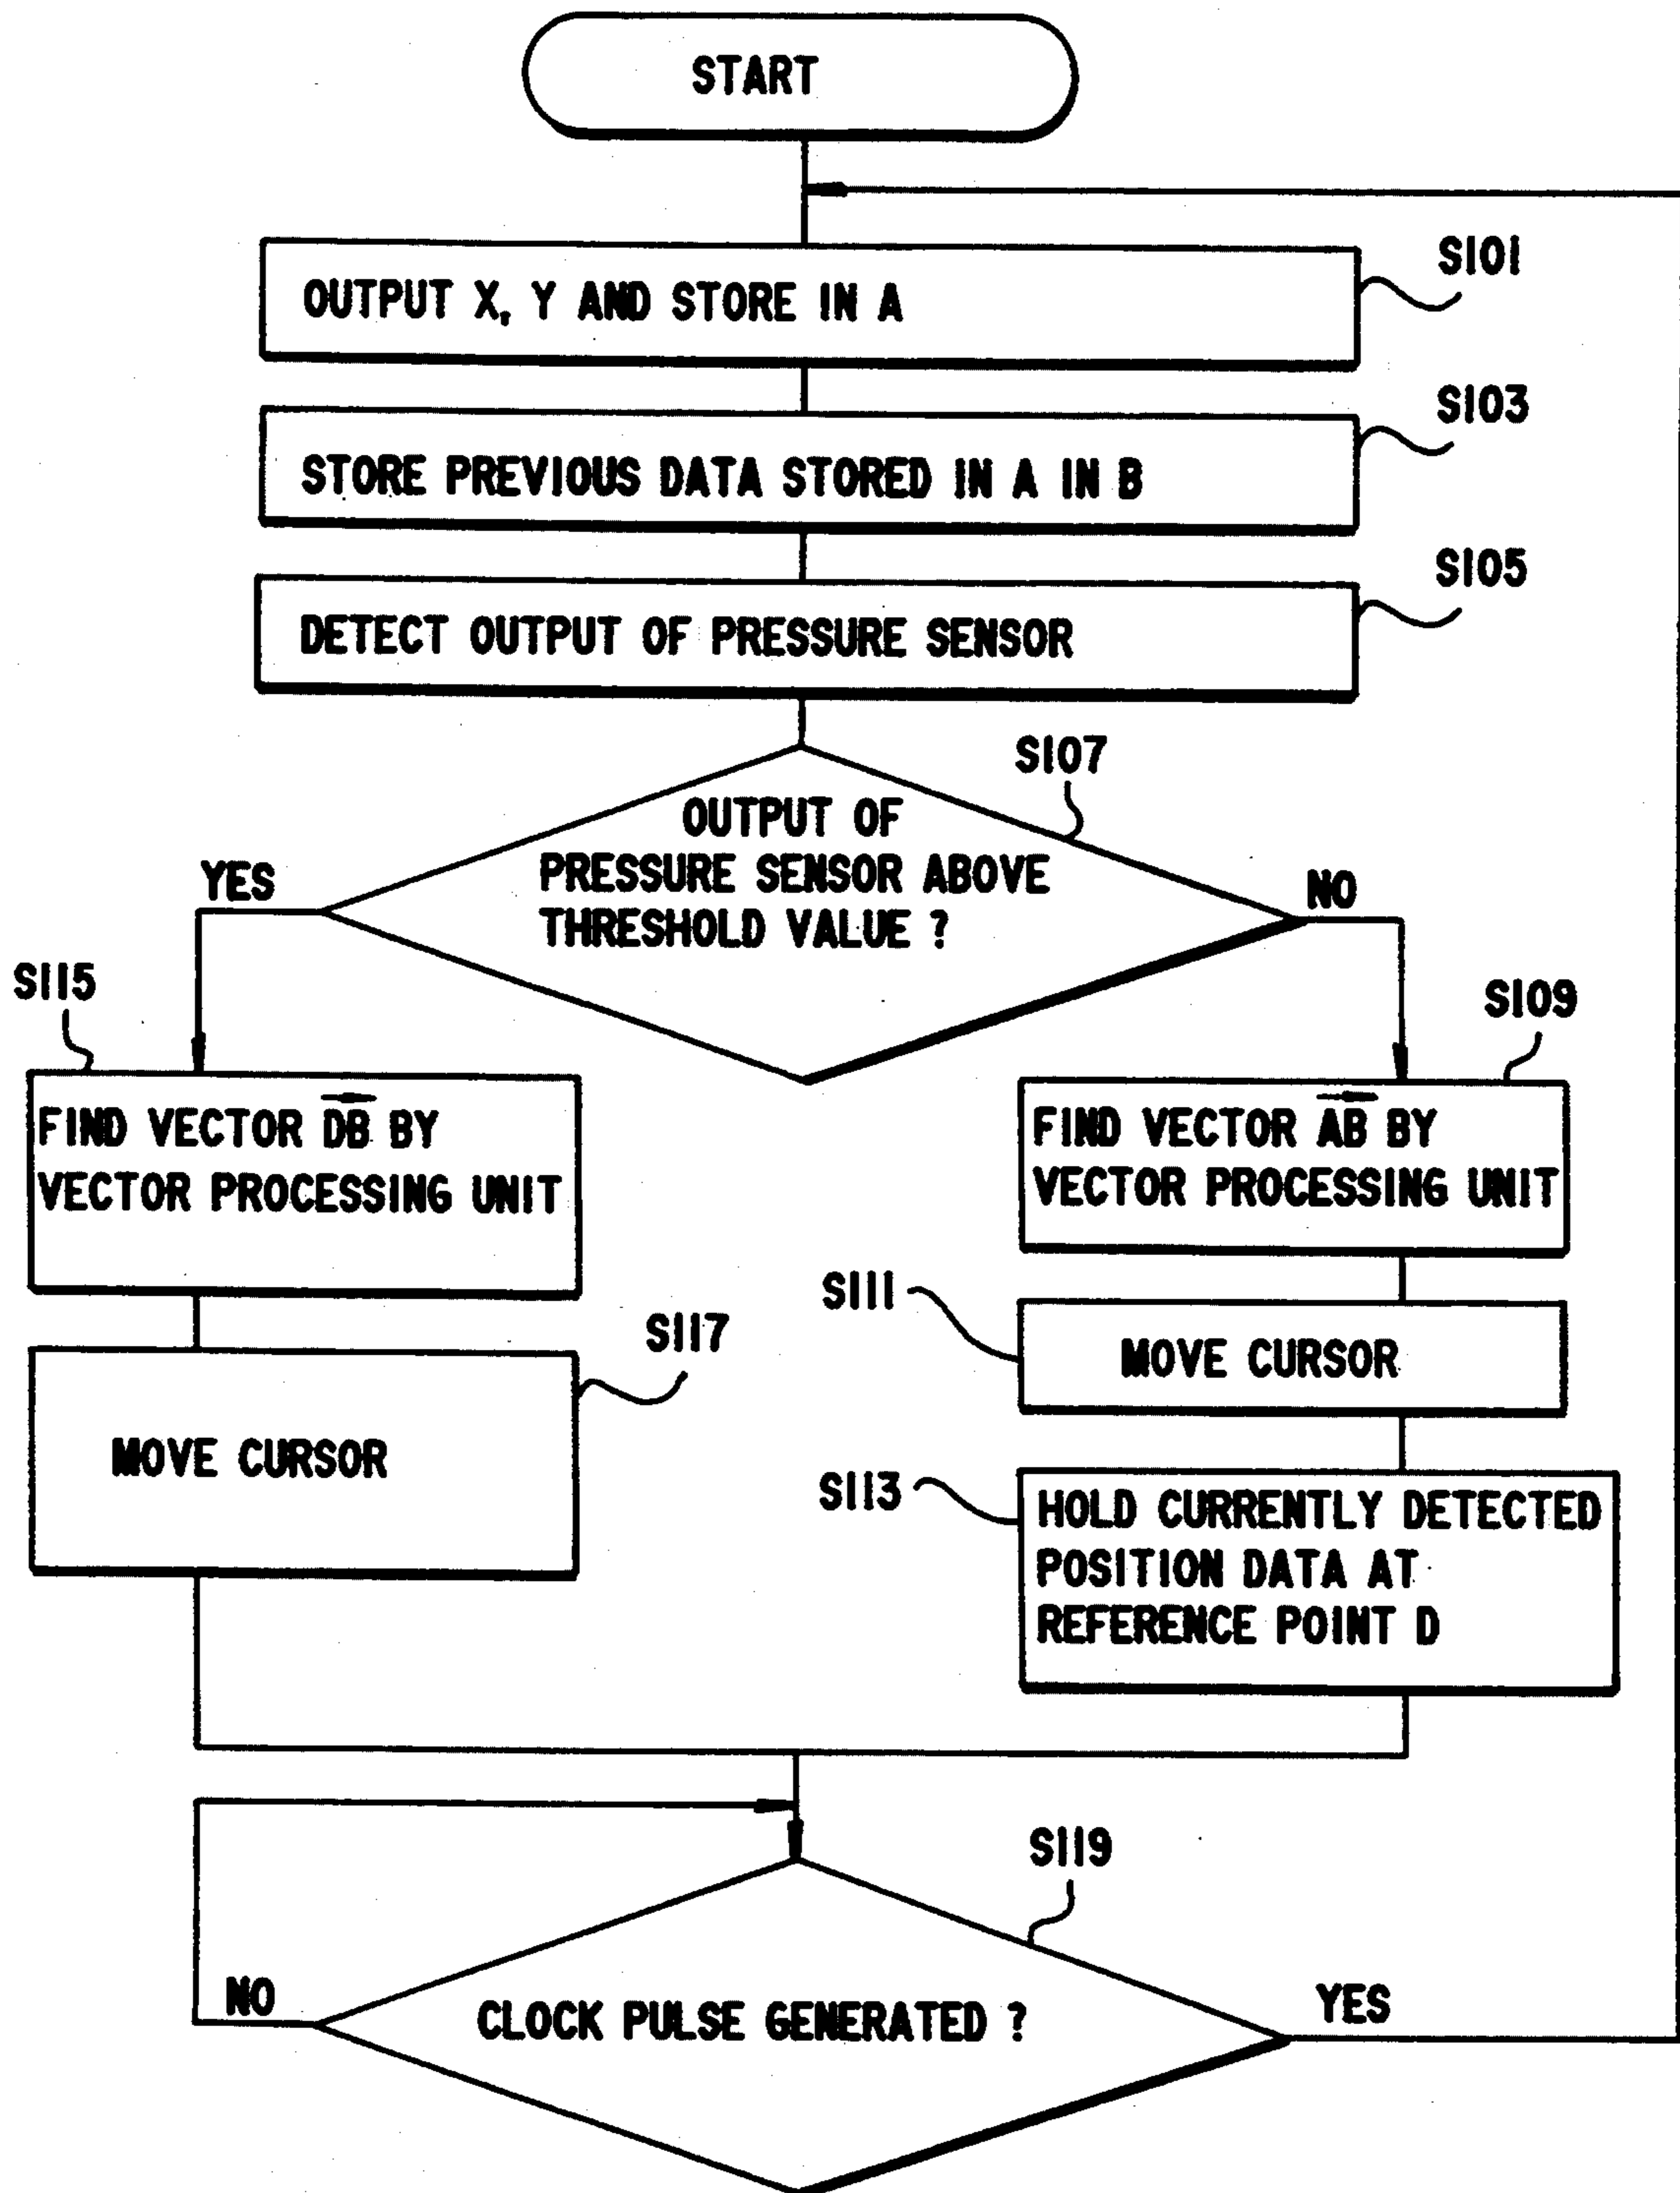 START
S101
OUTPUT X, Y AND STORE IN A
S103
STORE PREVIOUS DATA STORED IN A IN B
S105
DETECT OUTPUT OF PRESSURE SENSOR
S107
OUTPUT OF
PRESSURE SENSOR ABOVE
THRESHOLD VALUE ?
YES
NO
S115
FIND VECTOR DB BY
VECTOR PROCESSING UNIT
S117
MOVE CURSOR
S109
FIND VECTOR AB BY
VECTOR PROCESSING UNIT
S111
MOVE CURSOR
S113
HOLD CURRENTLY DETECTED
POSITION DATA AT
REFERENCE POINT D
S119
CLOCK PULSE GENERATED ?
NO
YES